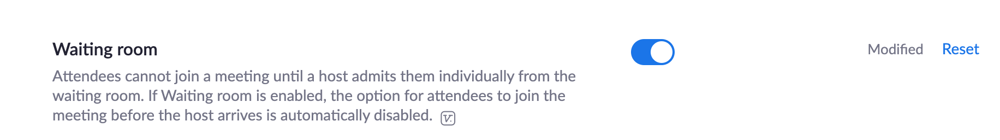 Waiting room
Modified Reset
Attendees cannot join a meeting until a host admits them individually from the
waiting room. If Waiting room is enabled, the option for attendees to join the
meeting before the host arrives is automatically disabled. V.